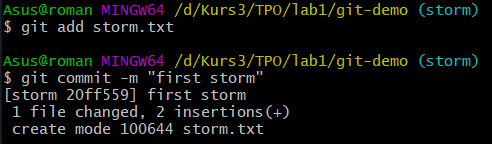 Asus@roman MINGW64 /d/Kurs3/TPO/lab1/git-demo (storm)
$ git add storm.txt
Asus@roman MINGW64 /d/Kurs3/TPO/lab1/git-demo (storm)
$ git commit -m "first storm"
[storm 20ff559] first storm
 1 file changed, 2 insertions(+)
 create mode 100644 storm.txt